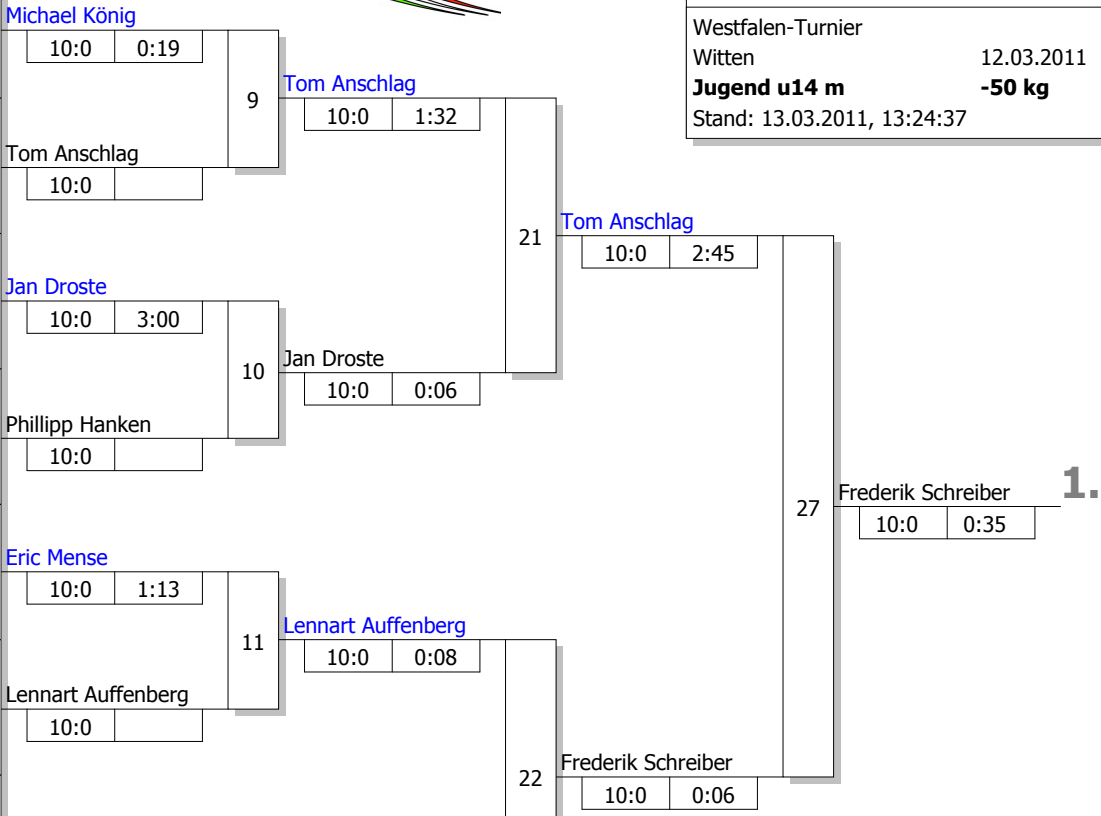 Michael König
10:0 0:19
9
Tom Anschlag
10:0
Tom Anschlag
10:0 1:32
Westfalen-Turnier
Witten 12.03.2011
Jugend u14 m -50 kg
Stand: 13.03.2011, 13:24:37
21
Tom Anschlag
10:0 2:45
Jan Droste
10:0 3:00
10
Phillipp Hanken
10:0
Jan Droste
10:0 0:06
27
Frederik Schreiber 1.
10:0 0:35
Eric Mense
10:0 1:13
11
Lennart Auffenberg
10:0
Lennart Auffenberg
10:0 0:08
22
Frederik Schreiber
10:0 0:06